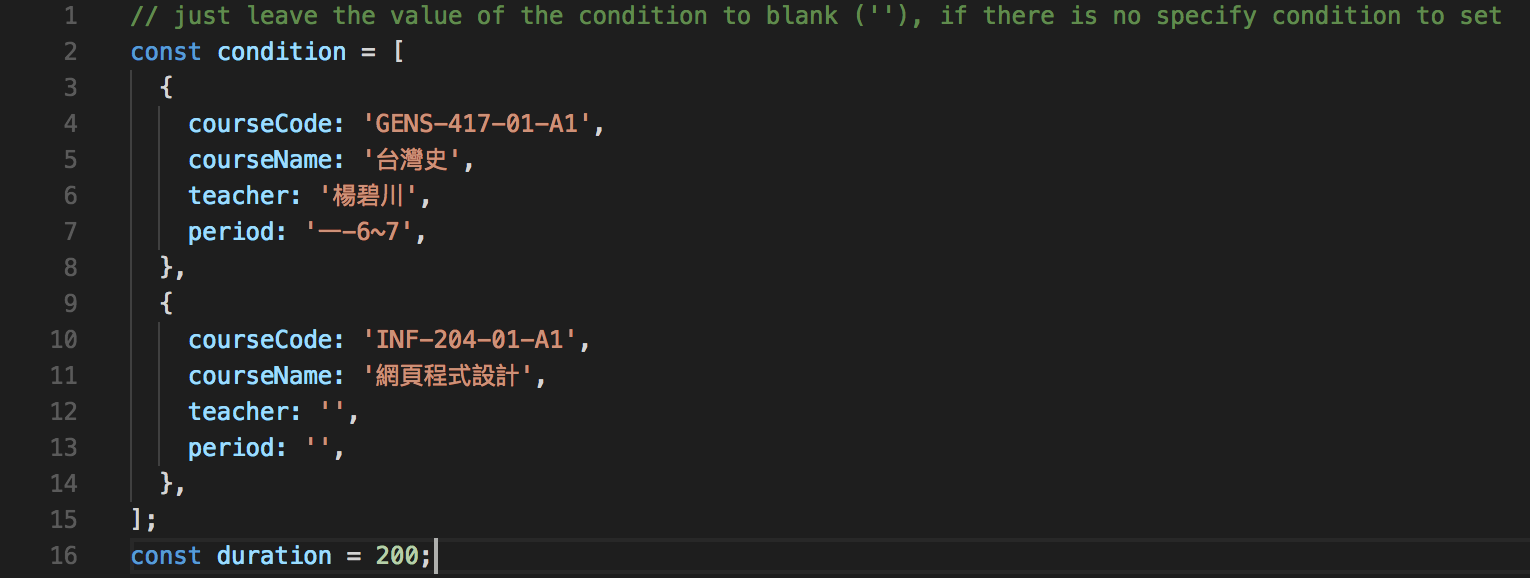 1 // just leave the value of the condition to blank (''), if there is no specify condition to set
2 const condition = [
3 {
4 courseCode: 'GENS-417-01-A1',
5 courseName: '台灣史',
6 teacher: '楊碧川',
7 period: '一-6~7',
8 },
9 {
10 courseCode: 'INF-204-01-A1',
11 courseName: '網頁程式設計',
12 teacher: '',
13 period: '',
14 },
15 ];
16 const duration = 200;